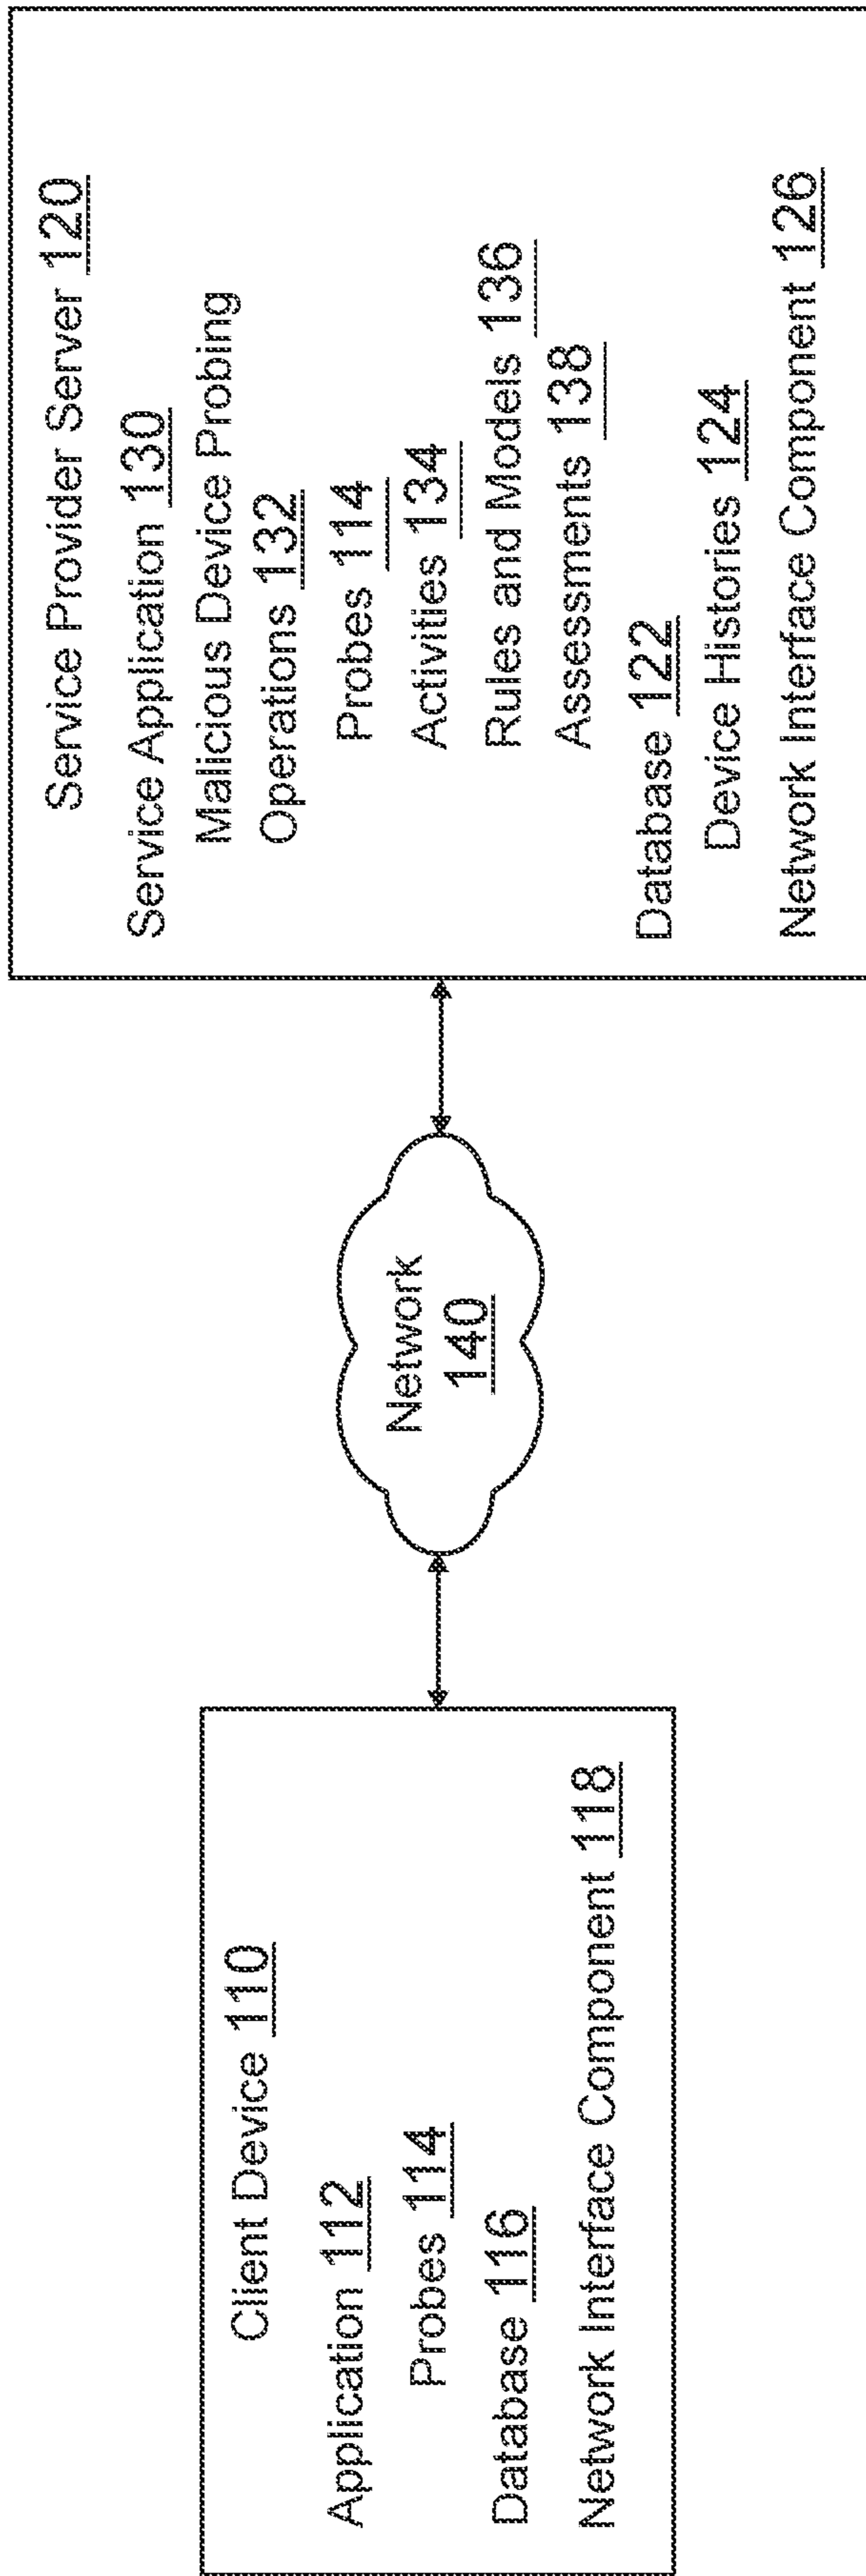 Client Device 110
Application 112
Probes 114
Database 116
Network Interface Component 118
Network
140
Service Provider Server 120
Service Application 130
Malicious Device Probing
Operations 132
Probes 114
Activities 134
Rules and Models 136
Assessments 138
Database 122
Device Histories 124
Network Interface Component 126